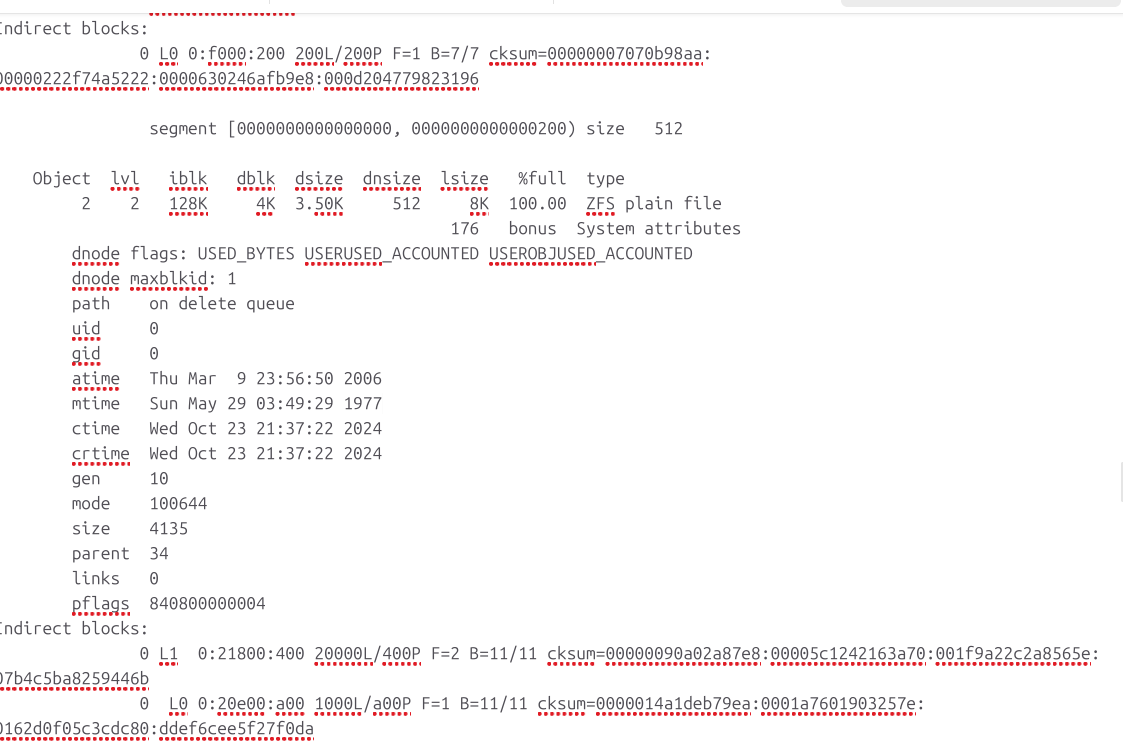 Indirect blocks:
0 L0 0:f000:200 200L/200P F=1 B=7/7 cksum=00000007070b98aa:
00000222f74a5222:0000630246afb9e8:000d204779823196
segment [0000000000000000, 0000000000000200) size 512
Object lvl iblk dblk dsize dnsize lsize %full type
2 2 128K 4K 3.50K 512 8K 100.00 ZFS plain file
176 bonus System attributes
dnode flags: USED_BYTES USERUSED_ACCOUNTED USEROBJUSED_ACCOUNTED
dnode maxblkid: 1
path on delete queue
uid 0
gid 0
atime Thu Mar 9 23:56:50 2006
mtime Sun May 29 03:49:29 1977
ctime Wed Oct 23 21:37:22 2024
crtime Wed Oct 23 21:37:22 2024
gen 10
mode 100644
size 4135
parent 34
links 0
pflags 840800000004
Indirect blocks:
0 L1 0:21800:400 20000L/400P F=2 B=11/11 cksum=00000090a02a87e8:00005c1242163a70:001f9a22c2a8565e:
07b4c5ba8259446b
0 L0 0:20e00:a00 1000L/a00P F=1 B=11/11 cksum=0000014a1deb79ea:0001a7601903257e:
0162d0f05c3cdc80:ddef6cee5f27f0da